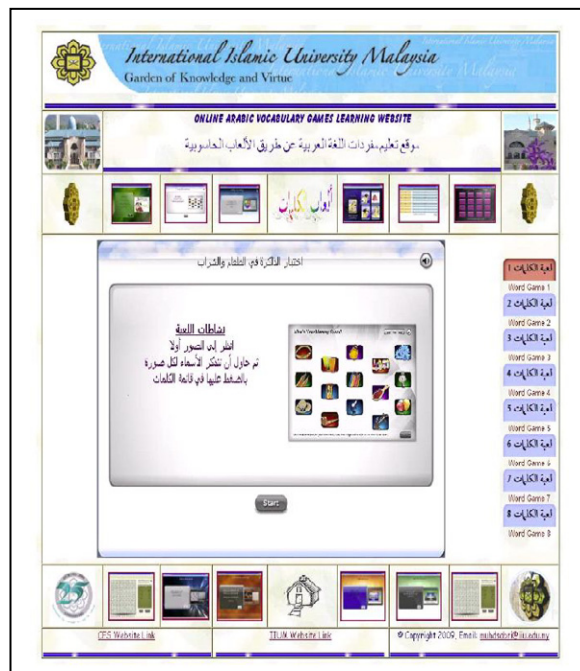 International Islamic University Malaysia
Garden of Knowledge and Virtue
ONLINE ARABIC VOCABULARY GAMES LEARNING WEBSITE
موقع تعليم مفردات اللغة العربية عن طريق الألعاب الحاسوبية
ألعاب الكلمات
اختبار الذاكرة في الطعام والشراب
نشاطات اللعبة
انظر إلى الصور أولا
ثم حاول أن تتذكر الأسماء لكل صورة
بالضغط عليها في قائمة الكلمات
Start
لعبة الكلمات 1
Word Game 1
لعبة الكلمات 2
Word Game 2
لعبة الكلمات 3
Word Game 3
لعبة الكلمات 4
Word Game 4
لعبة الكلمات 5
Word Game 5
لعبة الكلمات 6
Word Game 6
لعبة الكلمات 7
Word Game 7
لعبة الكلمات 8
Word Game 8
25
CFS Website Link
IIUM Website Link
© Copyright 2009, Email: